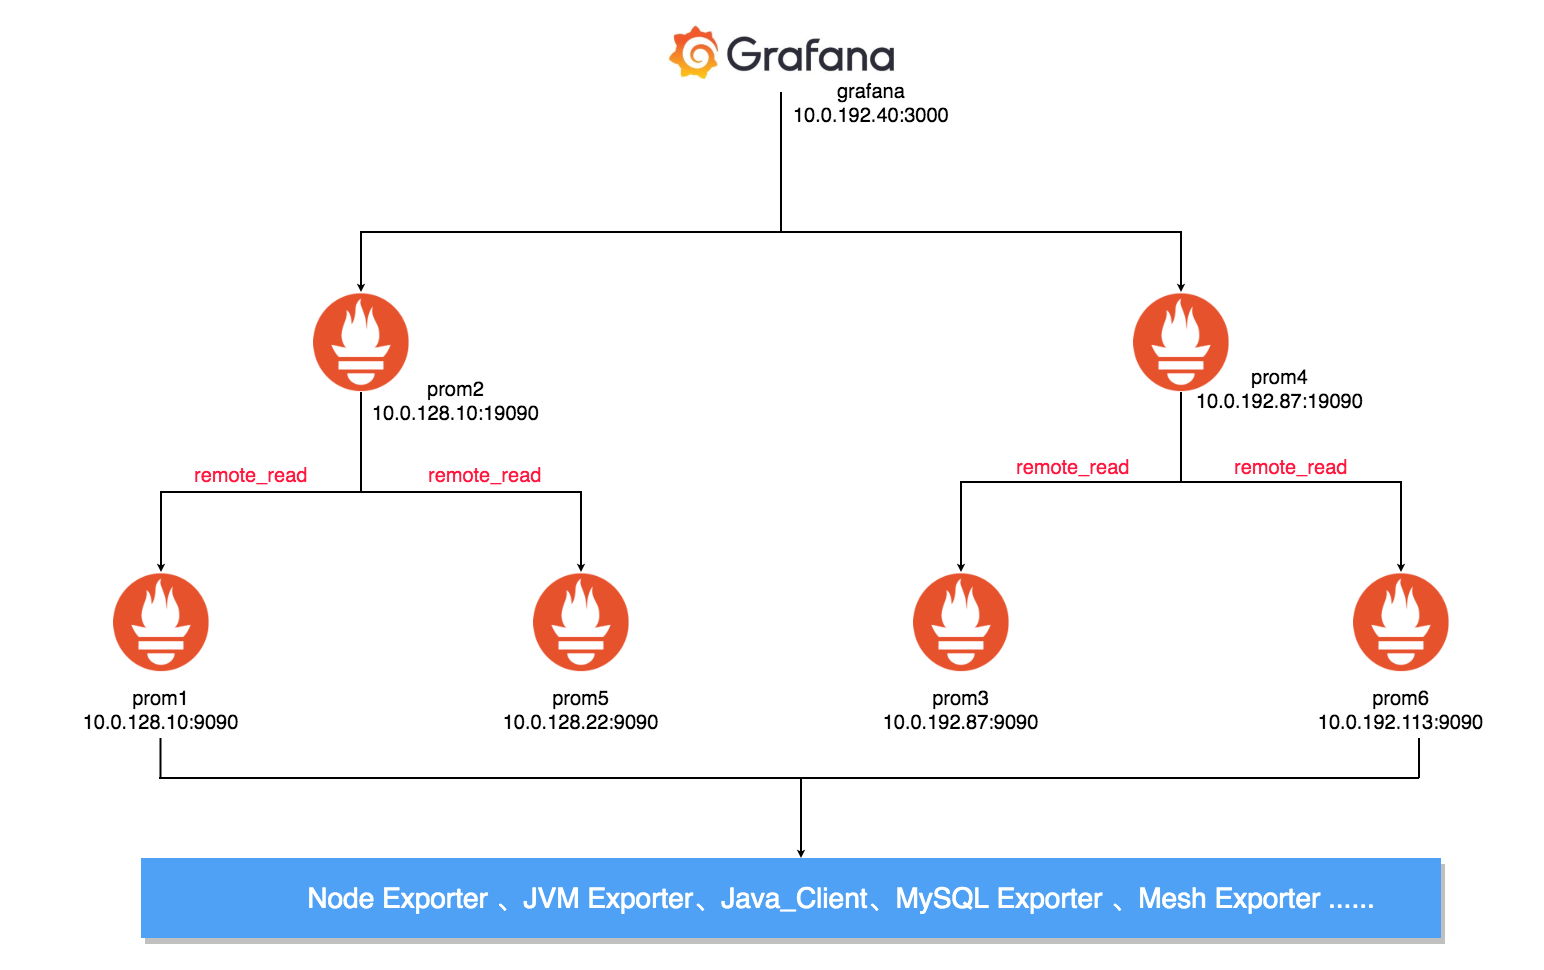 Grafana
grafana
10.0.192.40:3000
prom2
10.0.128.10:19090
prom4
10.0.192.87:19090
remote_read
remote_read
remote_read
remote_read
prom1
10.0.128.10:9090
prom5
10.0.128.22:9090
prom3
10.0.192.87:9090
prom6
10.0.192.113:9090
Node Exporter 、JVM Exporter、Java_Client、MySQL Exporter 、Mesh Exporter ......